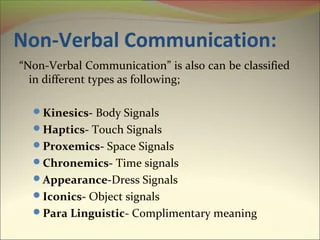 Non-Verbal Communication:
“Non-Verbal Communication” is also can be classified
in different types as following;
Kinesics- Body Signals
Haptics- Touch Signals
Proxemics- Space Signals
Chronemics- Time signals
Appearance-Dress Signals
Iconics- Object signals
Para Linguistic- Complimentary meaning